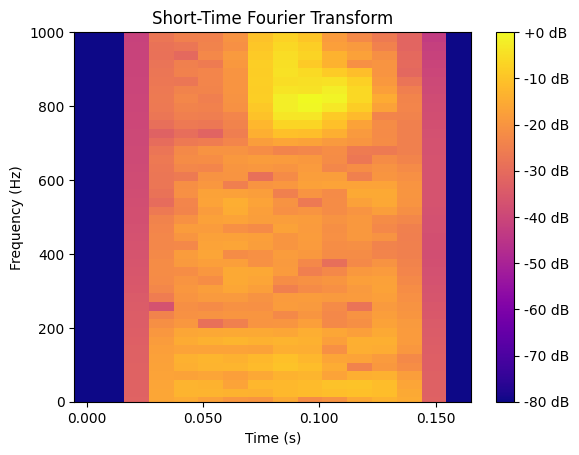 Short-Time Fourier Transform
1000
800
600
400
200
0
Frequency (Hz)
0.000
0.050
0.100
0.150
Time (s)
+0 dB
-10 dB
-20 dB
-30 dB
-40 dB
-50 dB
-60 dB
-70 dB
-80 dB